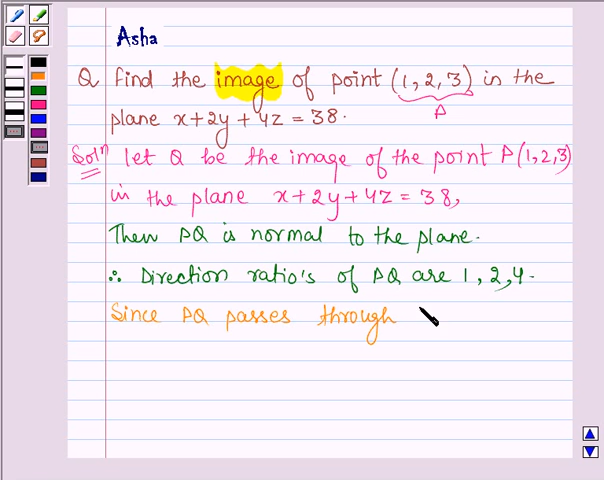 Asha
Q Find the image of point (1,2,3) in the
P
plane x+2y+4z=38.
Solⁿ let Q be the image of the point P(1,2,3)
in the plane x+2y+4z=38,
Then PQ is normal to the plane.
∴ Direction ratio's of PQ are 1,2,4.
Since PQ passes through